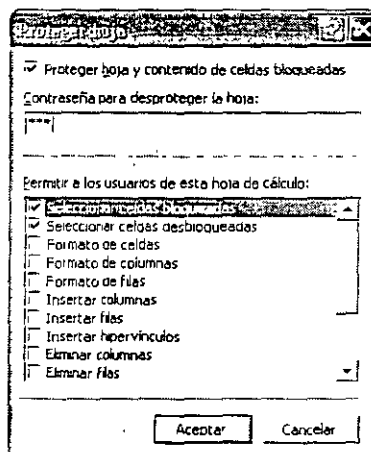 Proteger hoja
Proteger hoja y contenido de celdas bloqueadas
Contraseña para desproteger la hoja:
***
Permitir a los usuarios de esta hoja de cálculo:
Seleccionar celdas bloqueadas
Seleccionar celdas desbloqueadas
Formato de celdas
Formato de columnas
Formato de filas
Insertar columnas
Insertar filas
Insertar hipervínculos
Eliminar columnas
Eliminar filas
Aceptar Cancelar